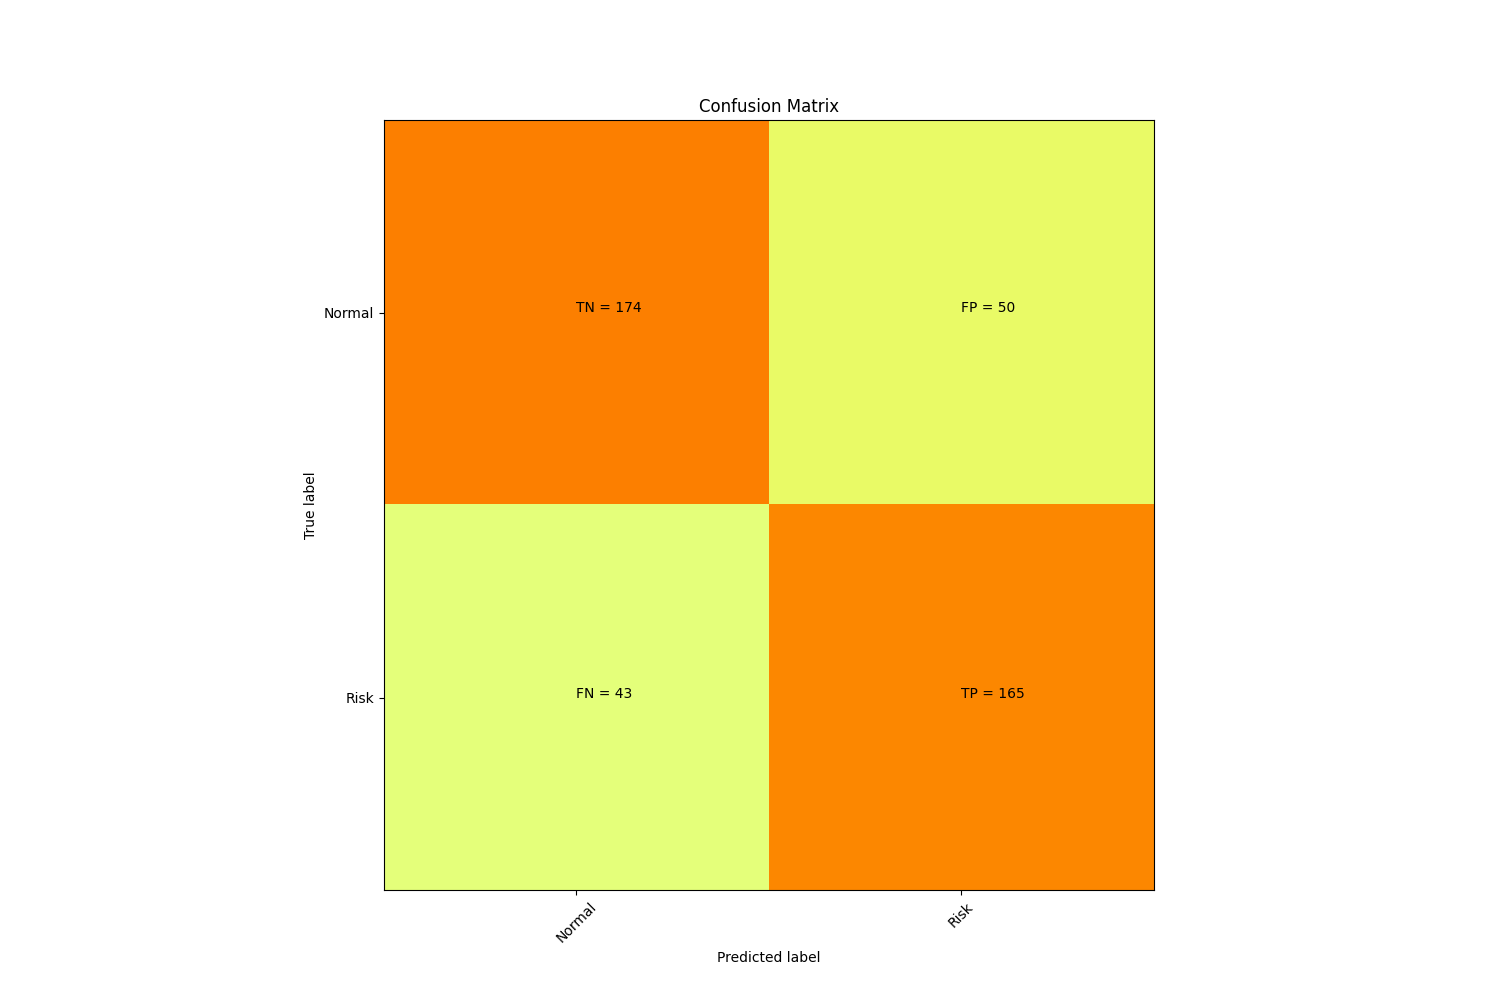 Confusion Matrix
Normal
TN = 174
FP = 50
True label
Risk
FN = 43
TP = 165
Normal
Risk
Predicted label